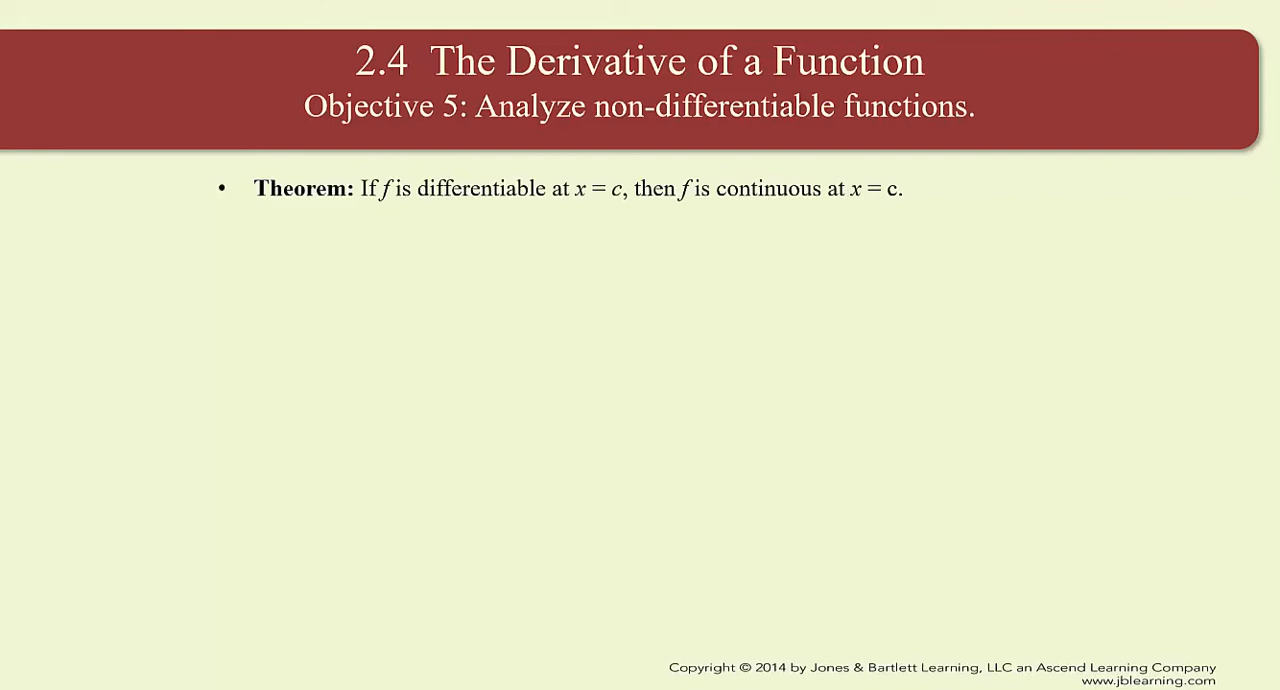 2.4 The Derivative of a Function
Objective 5: Analyze non-differentiable functions.
• Theorem: If f is differentiable at x = c, then f is continuous at x = c.
Copyright © 2014 by Jones & Bartlett Learning, LLC an Ascend Learning Company
www.jblearning.com